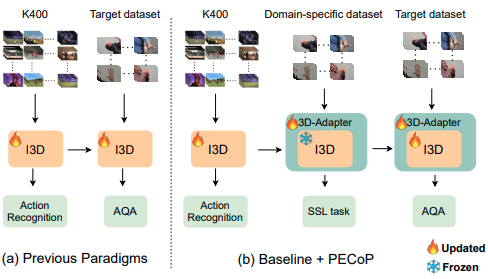 K400
Target dataset
I3D
I3D
Action
Recognition
AQA
(a) Previous Paradigms
K400
Domain-specific dataset
Target dataset
I3D
3D-Adapter
I3D
3D-Adapter
I3D
Action
Recognition
SSL task
AQA
(b) Baseline + PECoP
Updated
Frozen